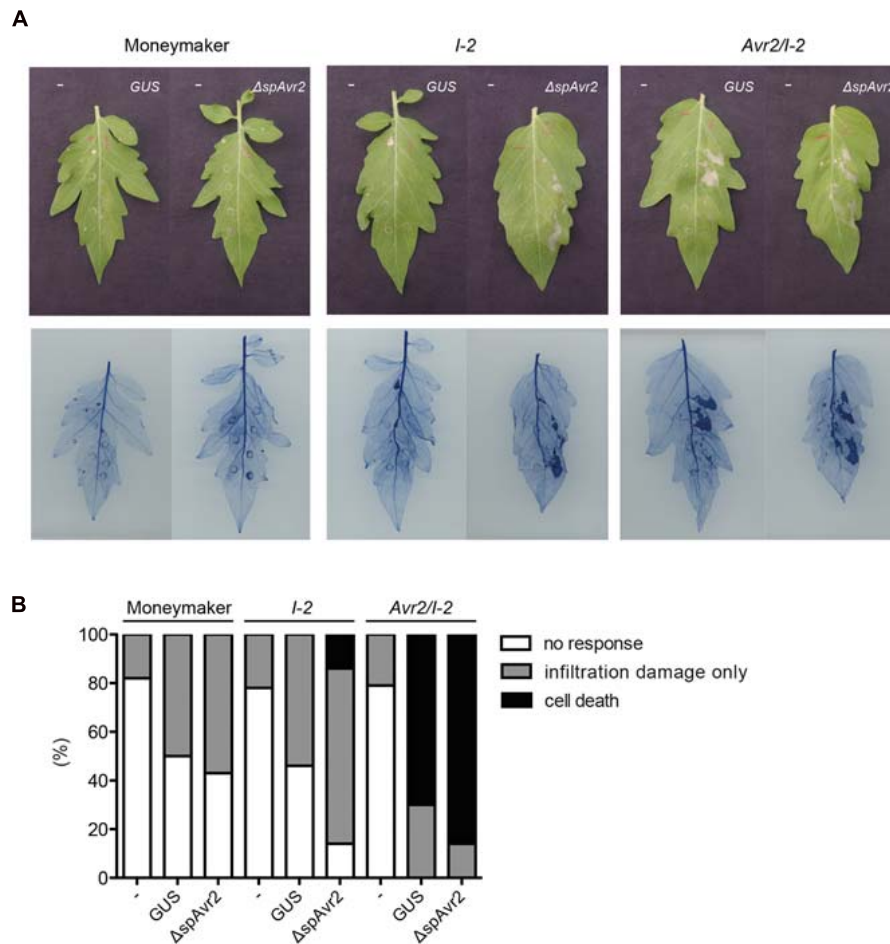 A
Moneymaker I-2 Avr2/I-2
- GUS - ΔspAvr2 - GUS - ΔspAvr2 - GUS - ΔspAvr2
B
Moneymaker I-2 Avr2/I-2
100
80
60
40
20
0
(%)
- GUS ΔspAvr2 - GUS ΔspAvr2 - GUS ΔspAvr2
no response
infiltration damage only
cell death